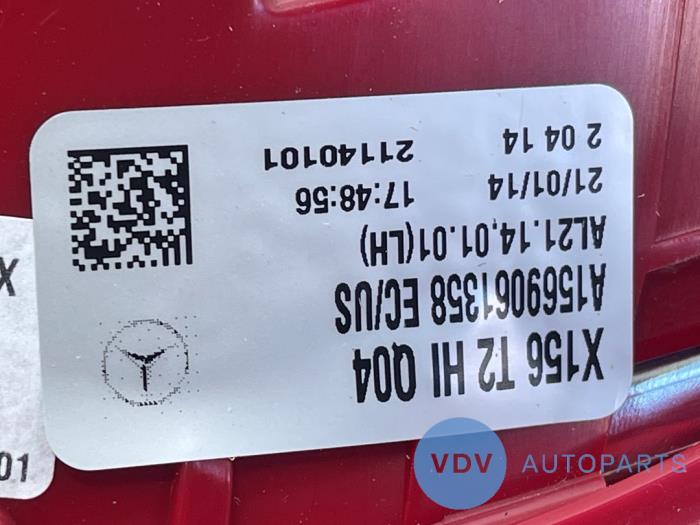 X156 T2 HI Q04
A1569061358 EC/US
AL21.14.01.01(LH)
21/01/14 17:48:56
2 04 14 21140101
X
01
VDV AUTOPARTS